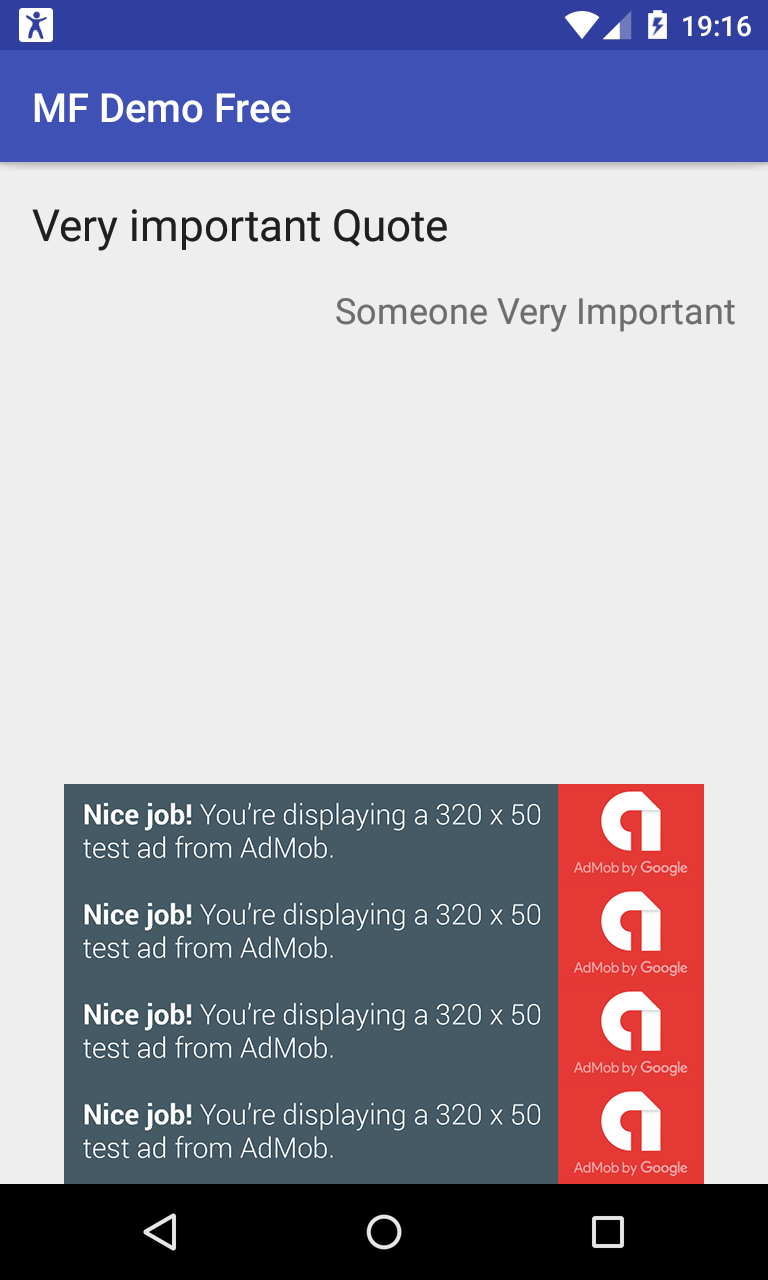 19:16
MF Demo Free
Very important Quote
Someone Very Important
Nice job! You're displaying a 320 x 50
test ad from AdMob.
AdMob by Google
Nice job! You're displaying a 320 x 50
test ad from AdMob.
AdMob by Google
Nice job! You're displaying a 320 x 50
test ad from AdMob.
AdMob by Google
Nice job! You're displaying a 320 x 50
test ad from AdMob.
AdMob by Google